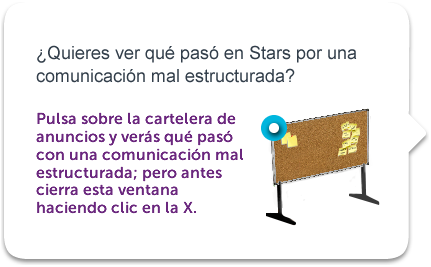 ¿Quieres ver qué pasó en Stars por una
comunicación mal estructurada?
Pulsa sobre la cartelera de
anuncios y verás qué pasó
con una comunicación mal
estructurada; pero antes
cierra esta ventana
haciendo clic en la X.